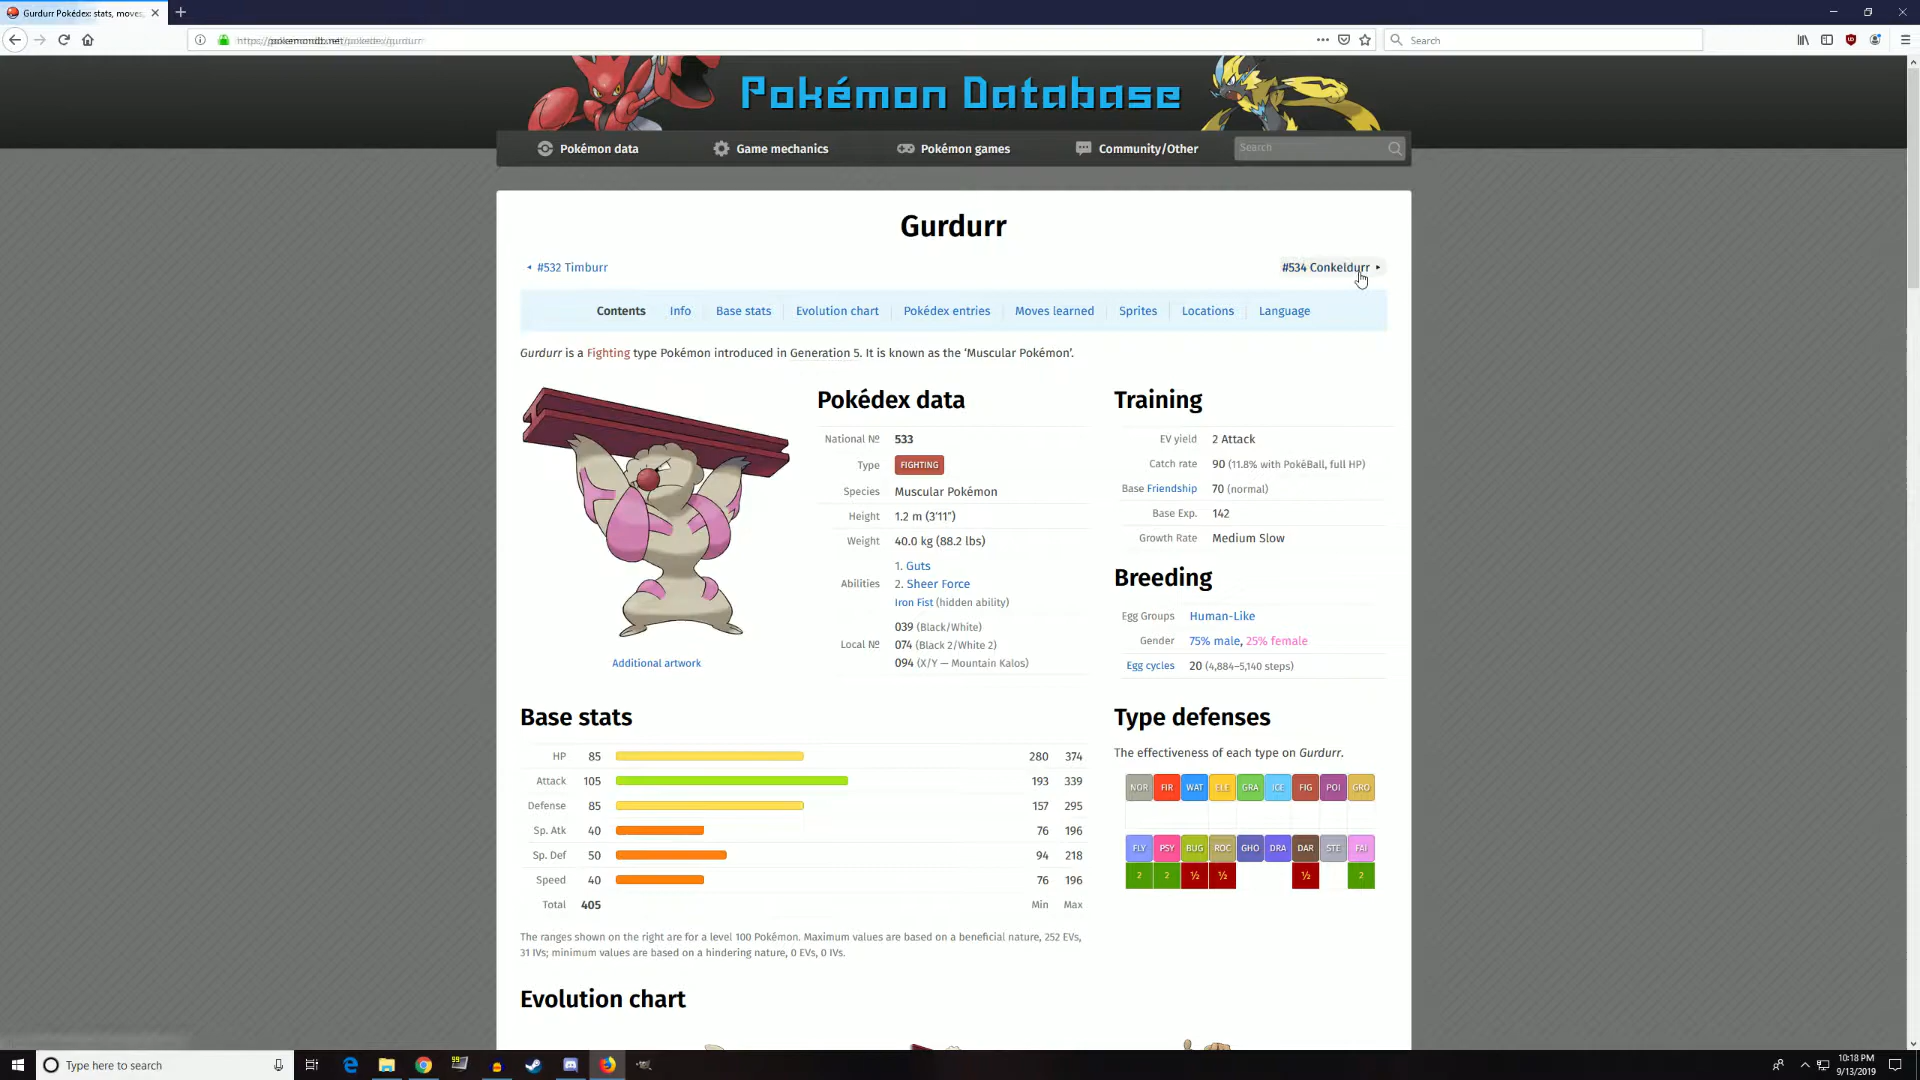 Gurdurr Pokédex: stats, moves,
https://pokemondb.net/pokedex/gurdurr
Search
Pokémon Database
Pokémon data
Game mechanics
Pokémon games
Community/Other
Search
Gurdurr
#532 Timburr
#534 Conkeldurr
Contents Info Base stats Evolution chart Pokédex entries Moves learned Sprites Locations Language
Gurdurr is a Fighting type Pokémon introduced in Generation 5. It is known as the ‘Muscular Pokémon’.
Additional artwork
Pokédex data
National № 533
Type FIGHTING
Species Muscular Pokémon
Height 1.2 m (3′11″)
Weight 40.0 kg (88.2 lbs)
Abilities 1. Guts
2. Sheer Force
Iron Fist (hidden ability)
Local № 039 (Black/White)
074 (Black 2/White 2)
094 (X/Y — Mountain Kalos)
Training
EV yield 2 Attack
Catch rate 90 (11.8% with PokéBall, full HP)
Base Friendship 70 (normal)
Base Exp. 142
Growth Rate Medium Slow
Breeding
Egg Groups Human-Like
Gender 75% male, 25% female
Egg cycles 20 (4,884–5,140 steps)
Base stats
HP 85 280 374
Attack 105 193 339
Defense 85 157 295
Sp. Atk 40 76 196
Sp. Def 50 94 218
Speed 40 76 196
Total 405 Min Max
The ranges shown on the right are for a level 100 Pokémon. Maximum values are based on a beneficial nature, 252 EVs,
31 IVs; minimum values are based on a hindering nature, 0 EVs, 0 IVs.
Type defenses
The effectiveness of each type on Gurdurr.
NOR FIR WAT ELE GRA ICE FIG POI GRO
FLY PSY BUG ROC GHO DRA DAR STE FAI
2 2 ½ ½ ½ 2
Evolution chart
Type here to search
10:18 PM
9/13/2019